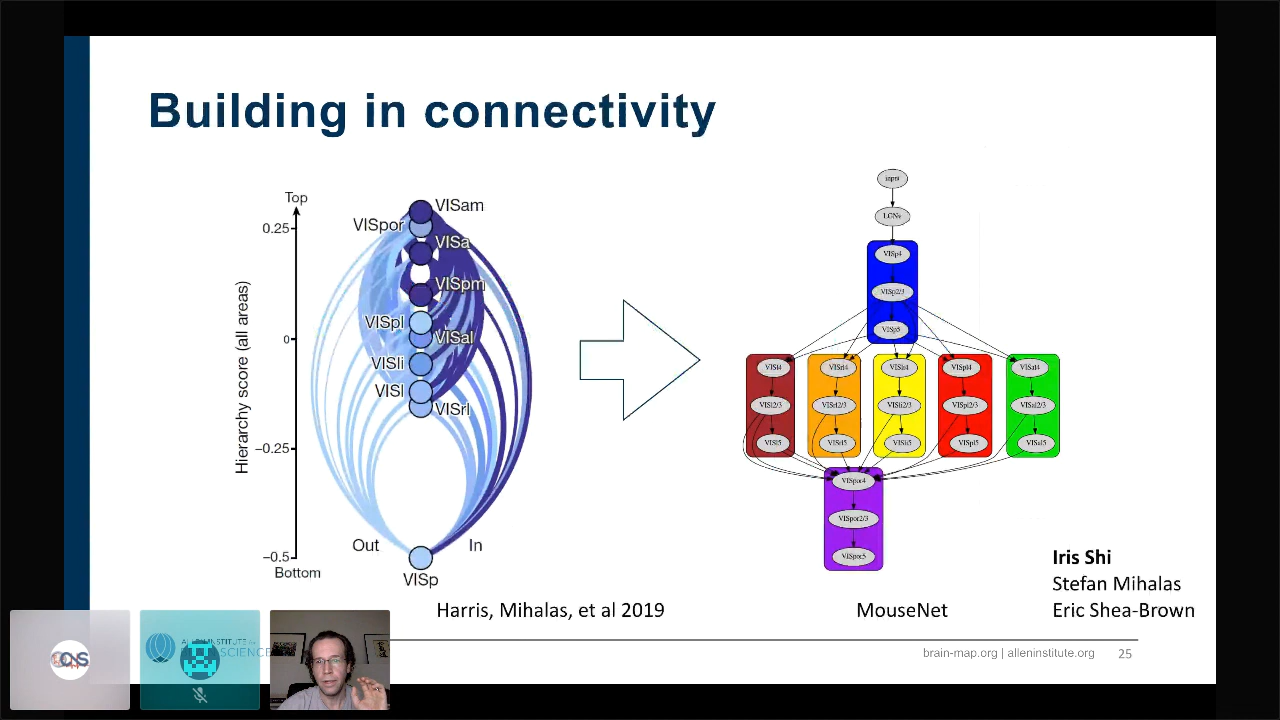 Building in connectivity
Top
0.25
0
−0.25
−0.5
Bottom
Hierarchy score (all areas)
VISam
VISpor
VISa
VISpm
VISpl
VISal
VISli
VISl
VISrl
Out
In
VISp
Harris, Mihalas, et al 2019
input
LGNv
VISp4
VISp2/3
VISp5
VISl4
VISrl4
VISli4
VISpl4
VISal4
VISl2/3
VISrl2/3
VISli2/3
VISpl2/3
VISal2/3
VISl5
VISrl5
VISli5
VISpl5
VISal5
VISpor4
VISpor2/3
VISpor5
MouseNet
Iris Shi
Stefan Mihalas
Eric Shea-Brown
brain-map.org | alleninstitute.org
25